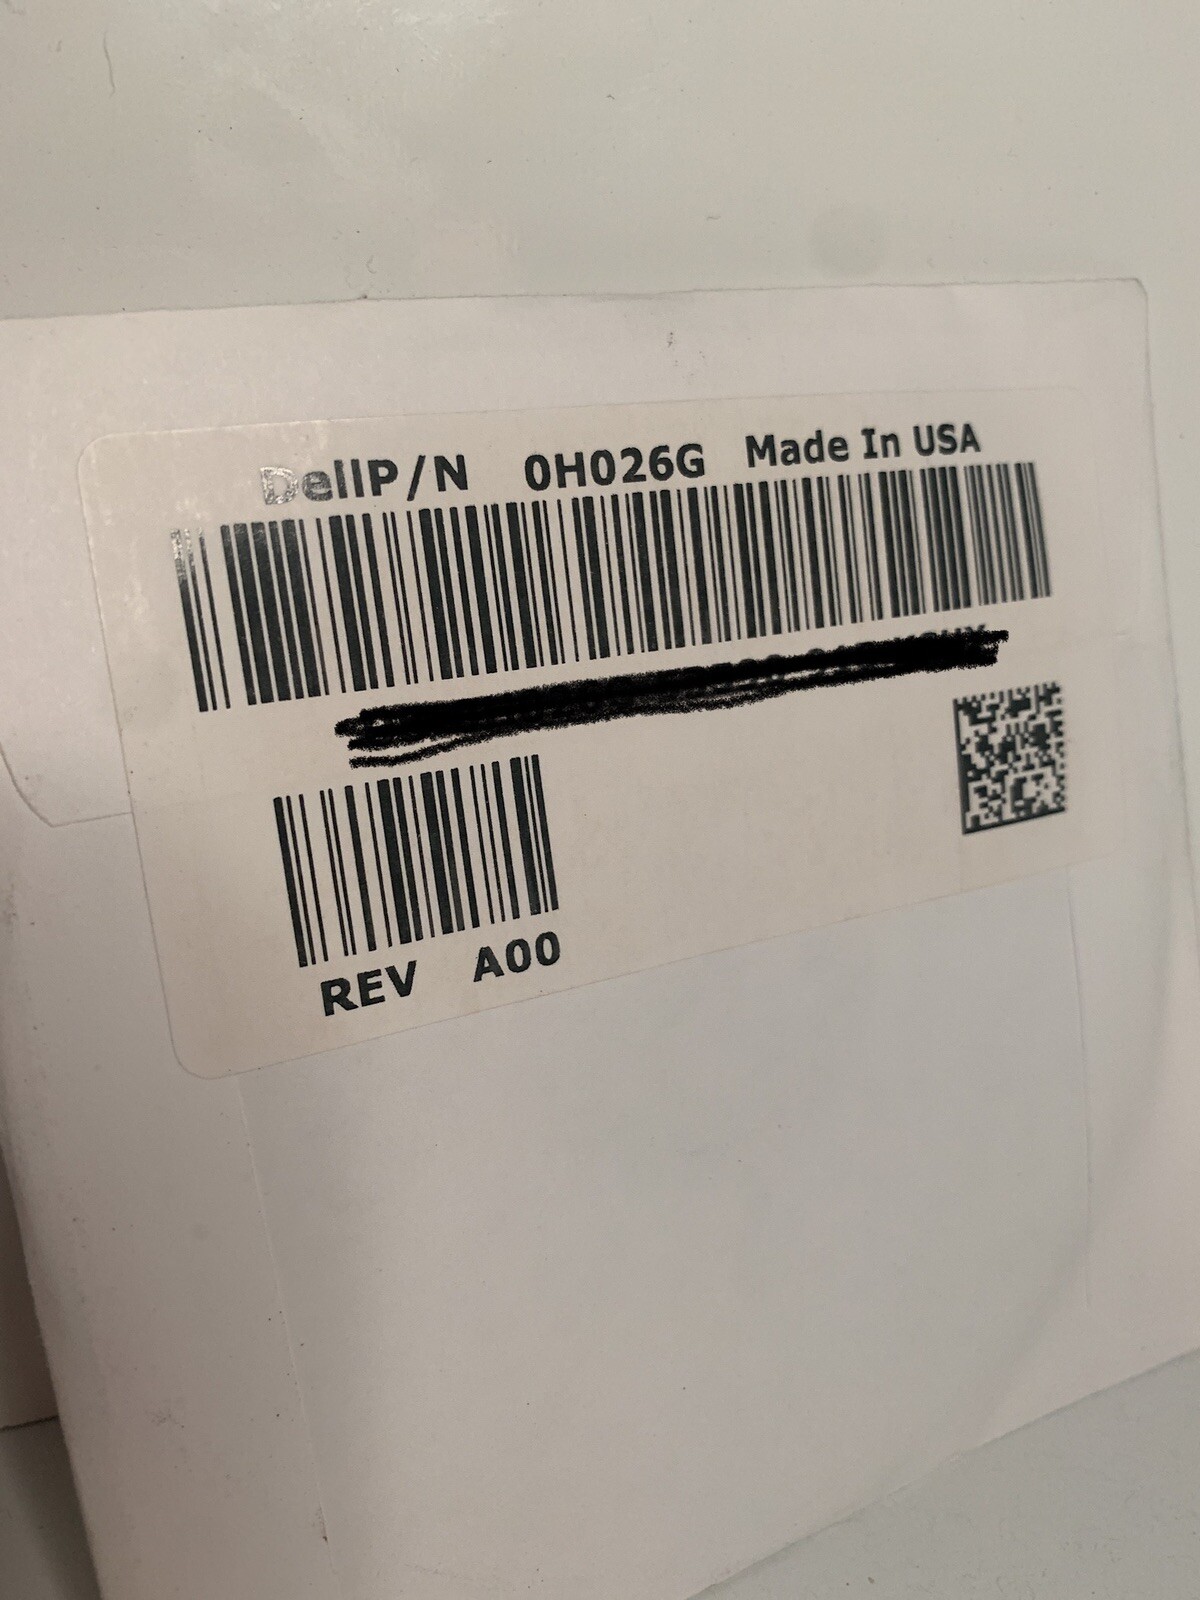 DellP/N 0H026G Made In USA
REV A00